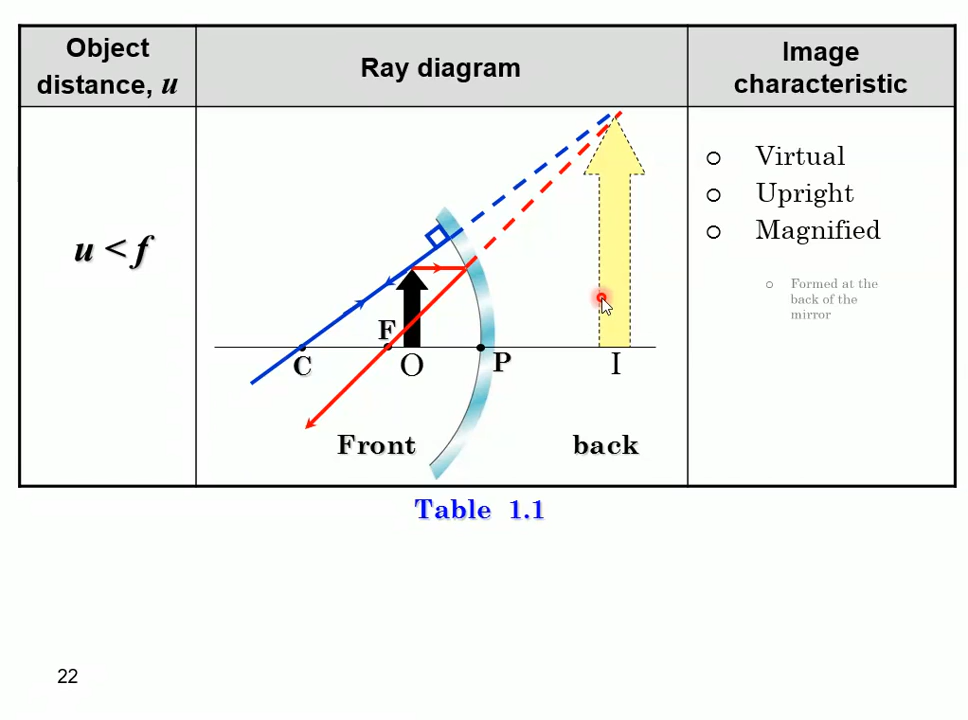 Object
distance, u
Ray diagram
Image
characteristic
u < f
F
C
O
P
I
Front
back
Virtual
Upright
Magnified
Formed at the
back of the
mirror
Table 1.1
22